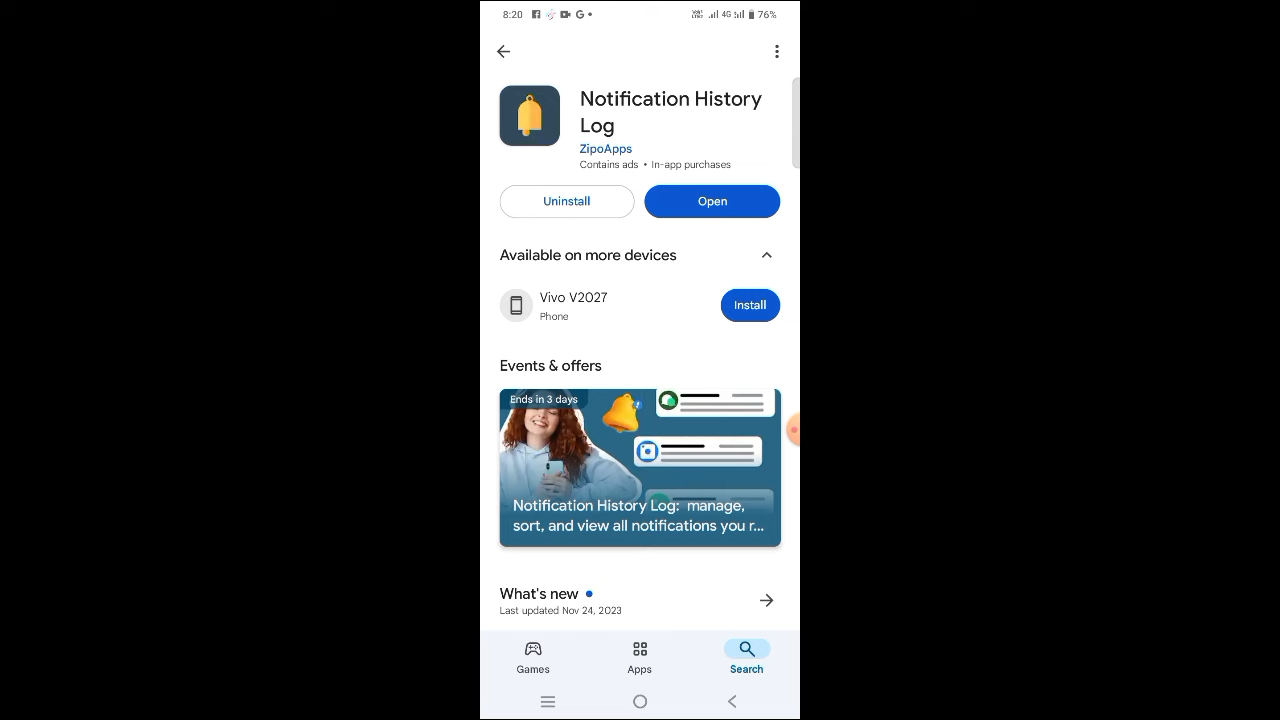 8:20
4G 76%
Notification History
Log
ZipoApps
Contains ads • In-app purchases
Uninstall
Open
Available on more devices
Vivo V2027
Phone
Install
Events & offers
Ends in 3 days
Notification History Log: manage,
sort, and view all notifications you r...
What's new
Last updated Nov 24, 2023
Games
Apps
Search